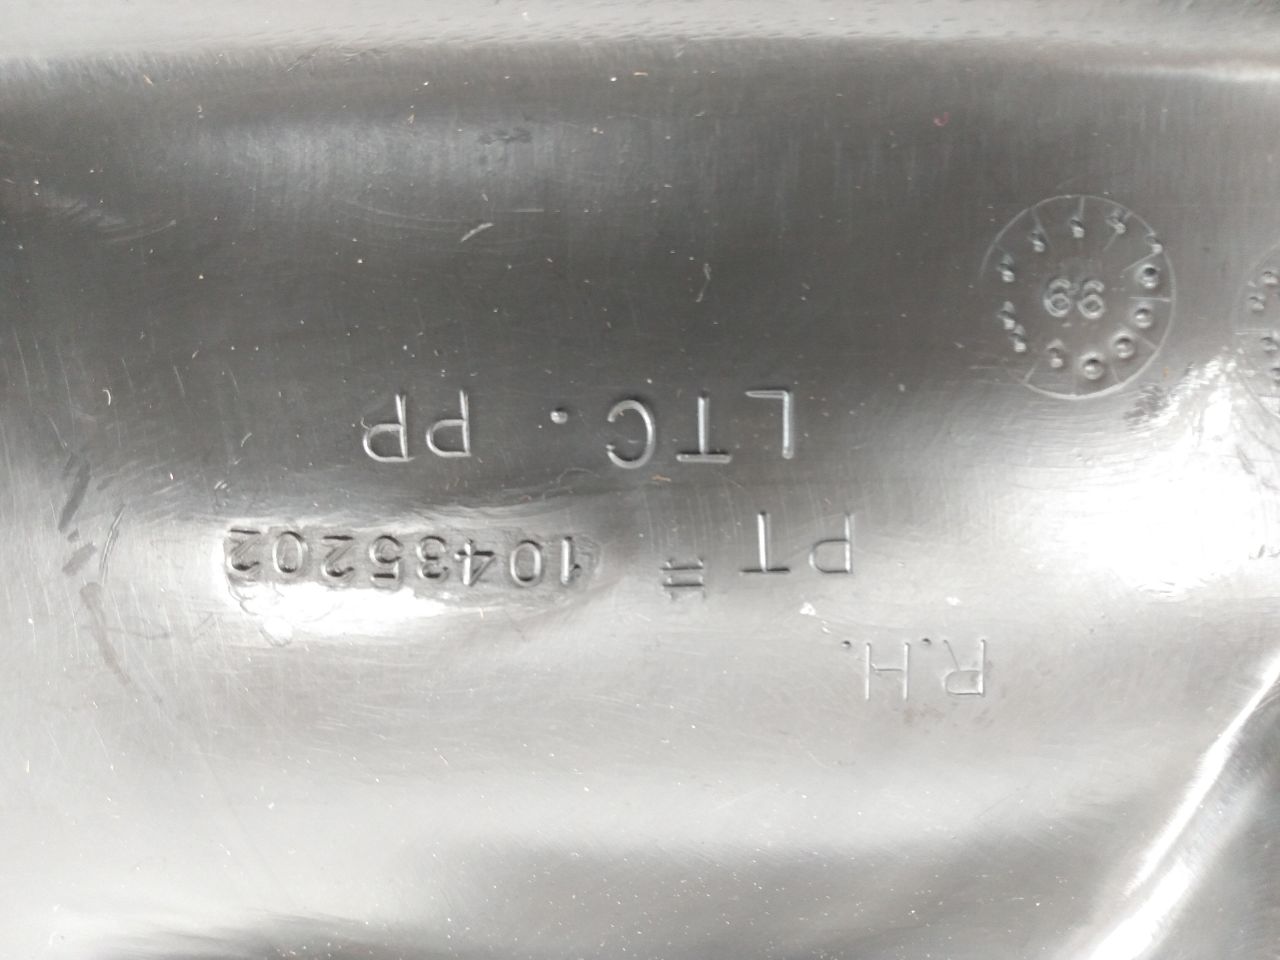 R.H.
PT # 10435202
LTC. PP
99